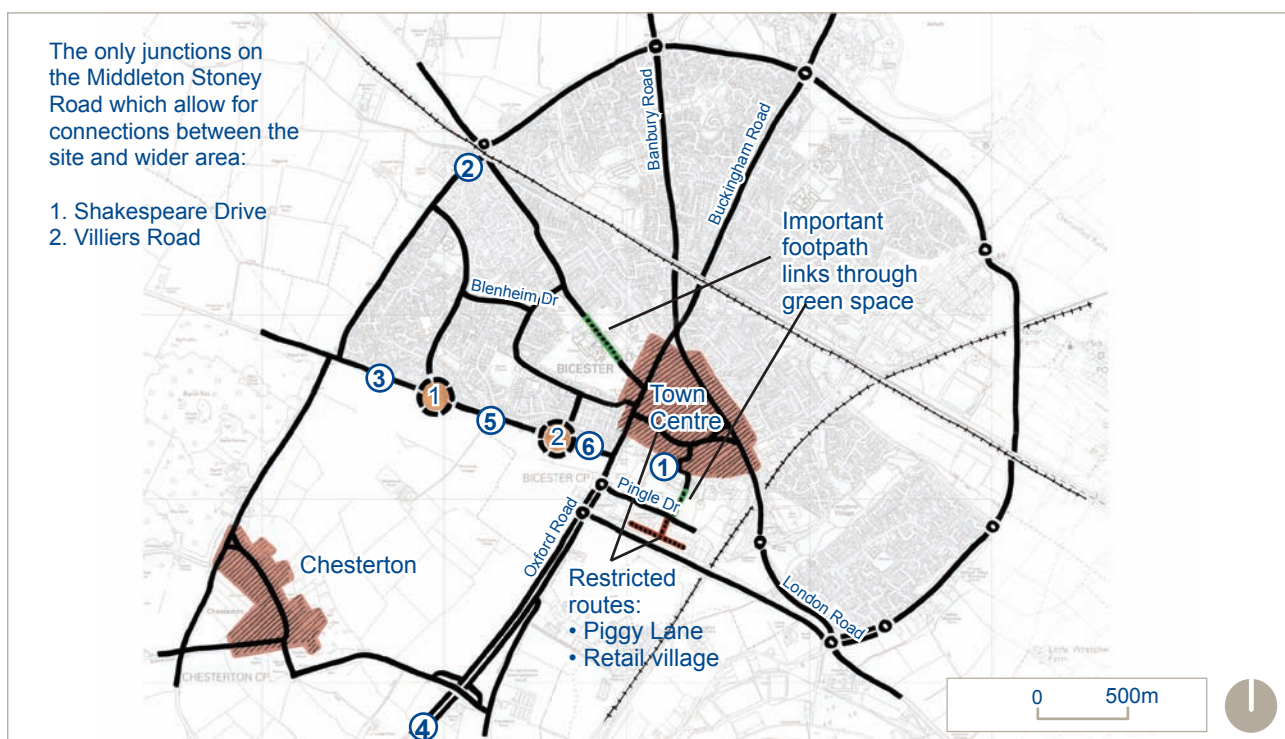 The only junctions on
the Middleton Stoney
Road which allow for
connections between the
site and wider area:
1. Shakespeare Drive
2. Villiers Road
Banbury Road
Buckingham Road
2
Important
footpath
links through
green space
Blenheim Dr
BICESTER
3
1
5
2
6
Town
Centre
1
BICESTER CP
Pingle Dr
Oxford Road
Chesterton
Chesterton
CHESTERTON CP
Restricted
routes:
• Piggy Lane
• Retail village
London Road
4
0 500m